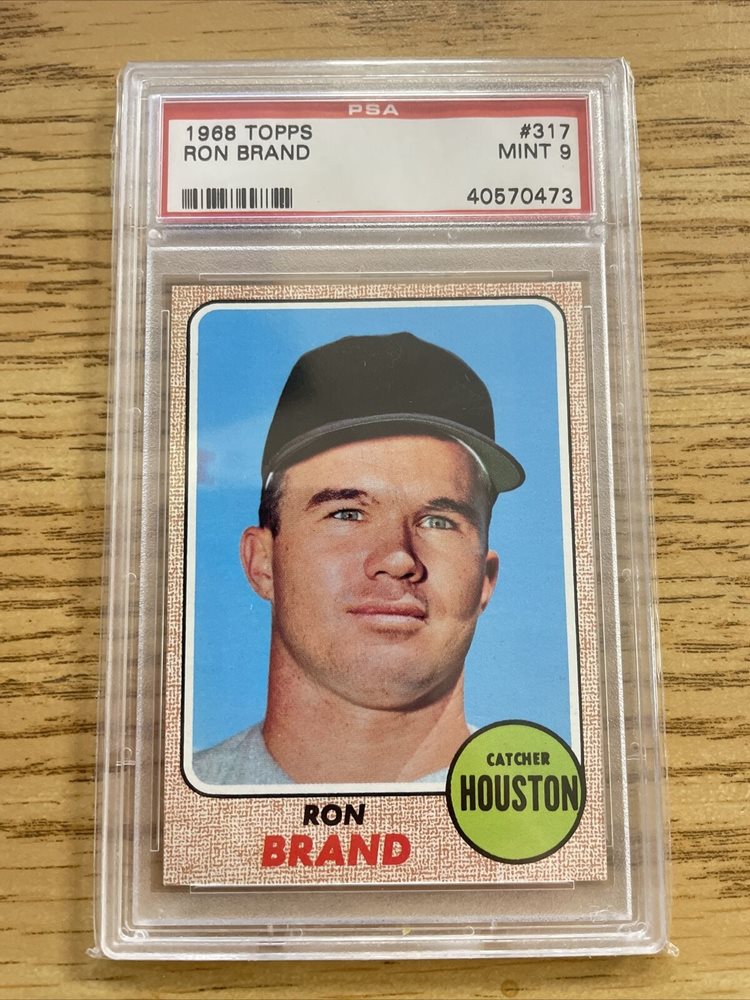 PSA
1968 TOPPS #317
RON BRAND MINT 9
40570473
CATCHER
HOUSTON
RON
BRAND